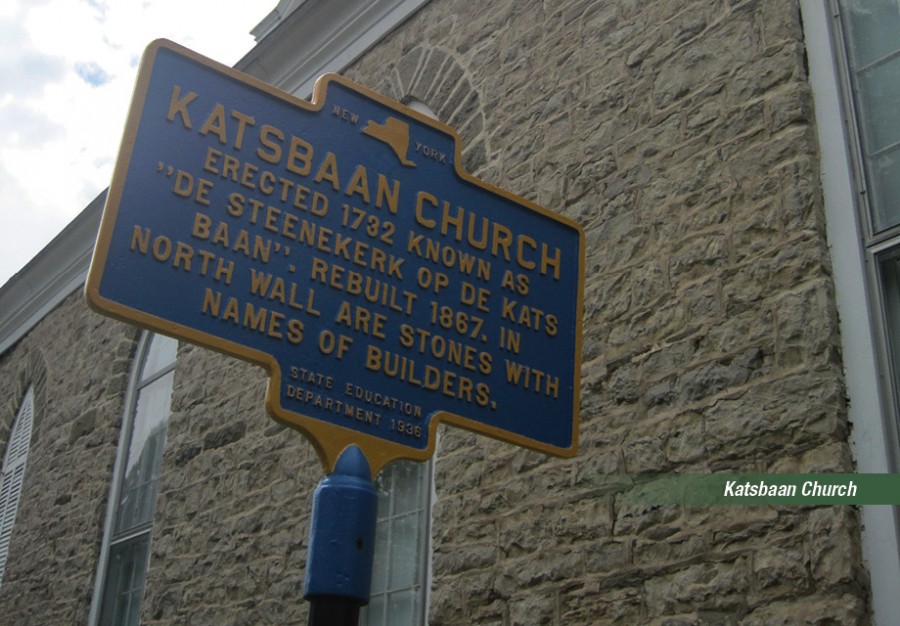 NEW YORK
KATSBAAN CHURCH
ERECTED 1732 KNOWN AS
"DE STEENEKERK OP DE KATS
BAAN". REBUILT 1867. IN
NORTH WALL ARE STONES WITH
NAMES OF BUILDERS.
STATE EDUCATION
DEPARTMENT 1936
Katsbaan Church